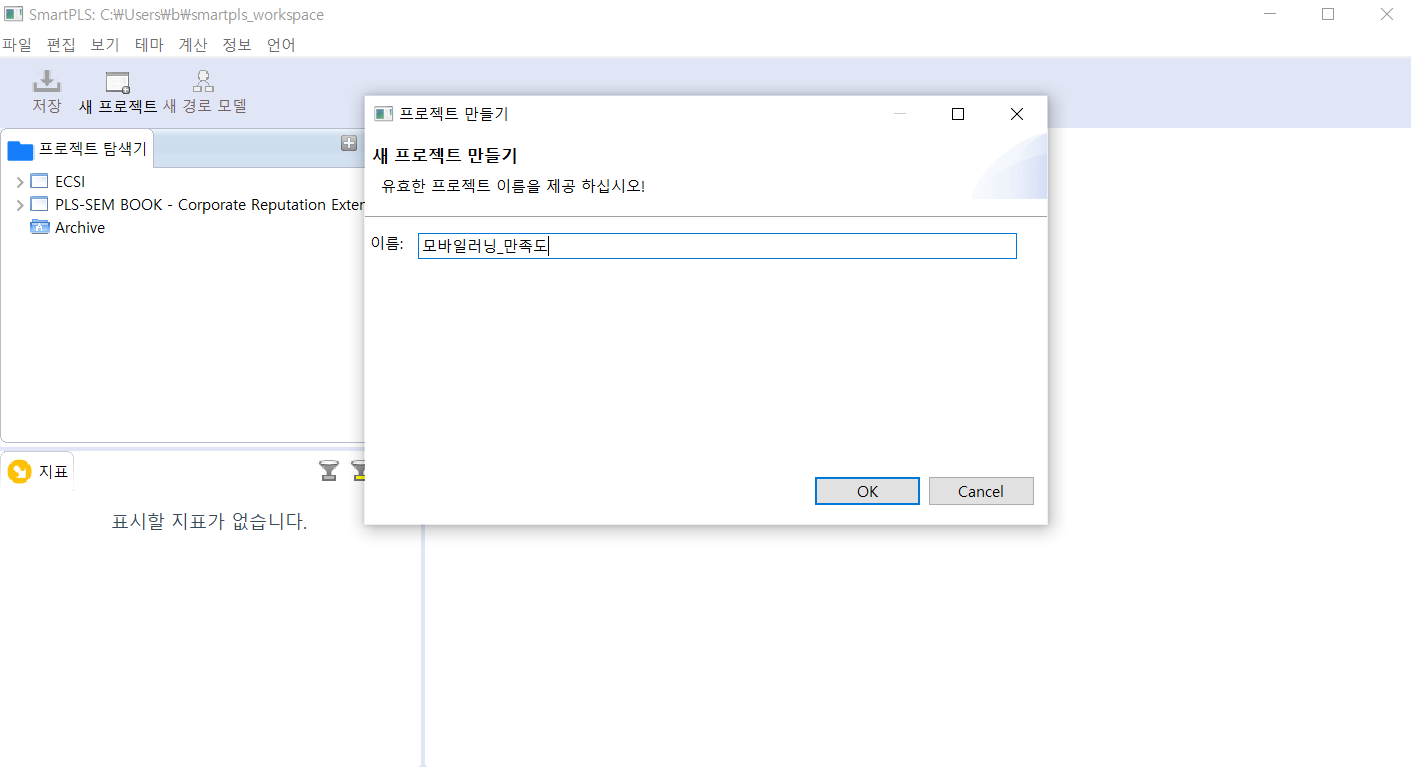 SmartPLS: C:₩Users₩b₩smartpls_workspace
파일 편집 보기 테마 계산 정보 언어
저장 새 프로젝트 새 경로 모델
프로젝트 탐색기
ECSI
PLS-SEM BOOK - Corporate Reputation Exter
Archive
지표
표시할 지표가 없습니다.
프로젝트 만들기
새 프로젝트 만들기
유효한 프로젝트 이름을 제공 하십시오!
이름: 모바일러닝_만족도
OK Cancel